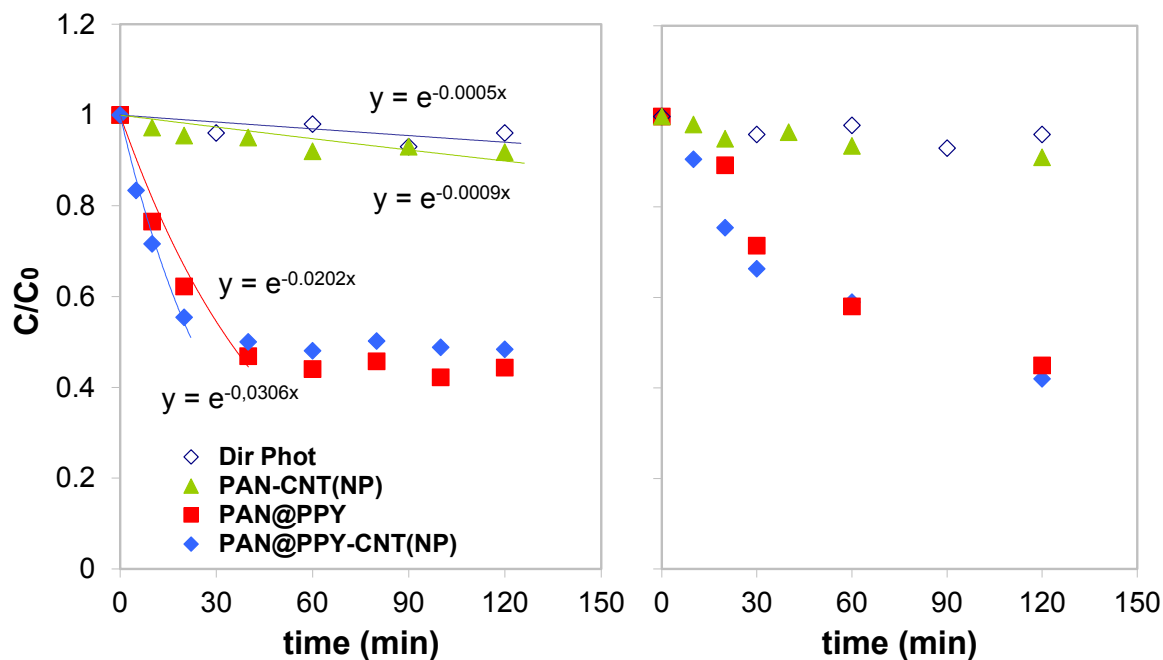 1.2
1
0.8
0.6
0.4
0.2
0
C/C0
y = e-0.0005x
y = e-0.0009x
y = e-0.0202x
y = e-0,0306x
Dir Phot
PAN-CNT(NP)
PAN@PPY
PAN@PPY-CNT(NP)
0 30 60 90 120 150
time (min)
0 30 60 90 120 150
time (min)